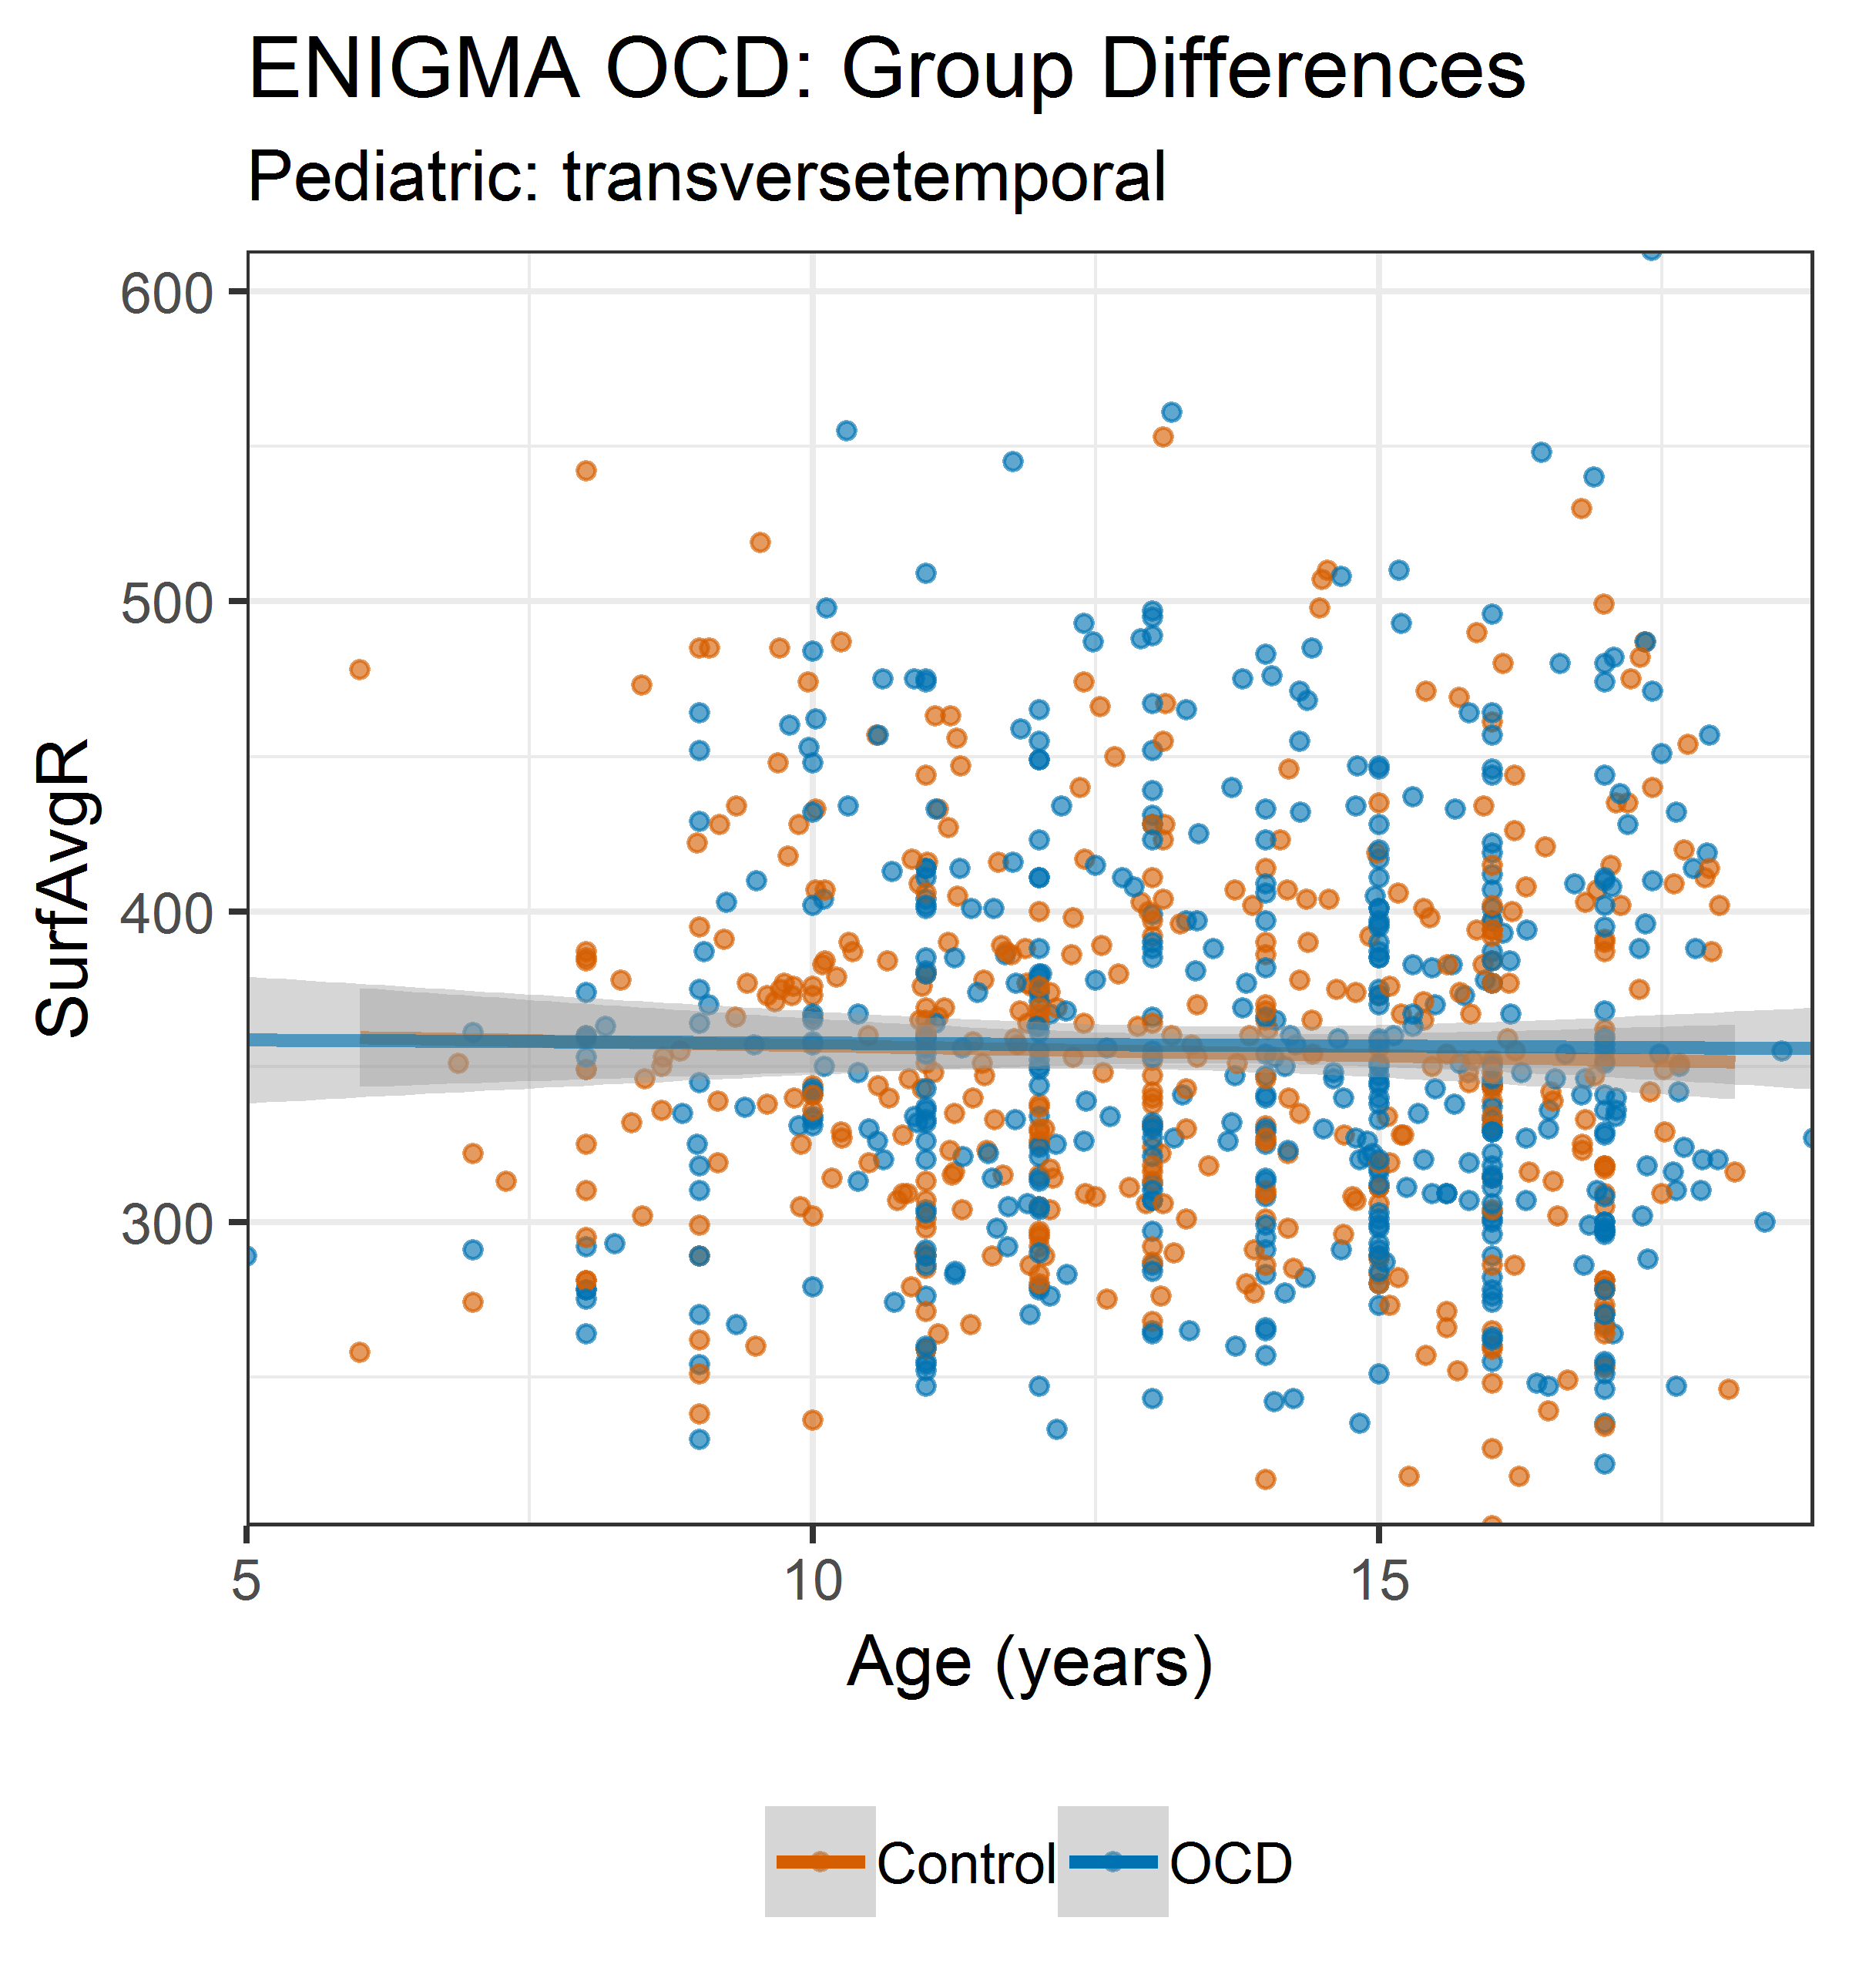 ENIGMA OCD: Group Differences
Pediatric: transversetemporal
600
500
400
300
SurfAvgR
5 10 15
Age (years)
Control OCD